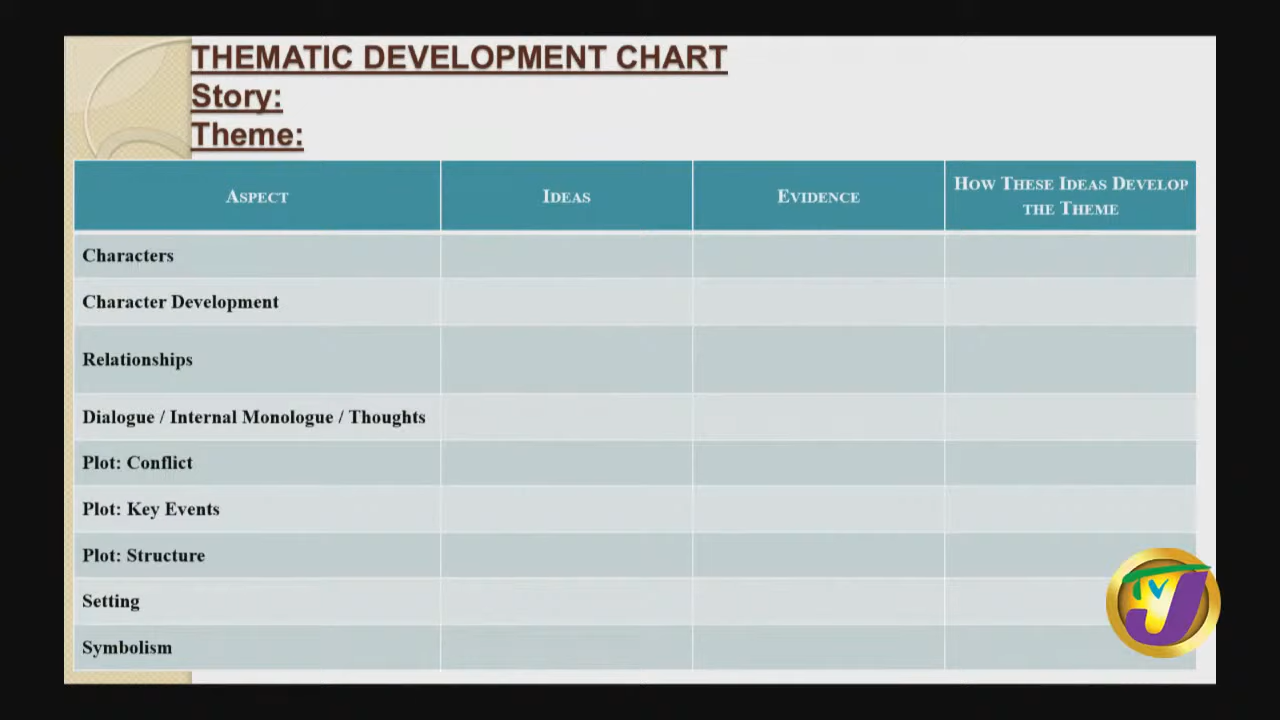 THEMATIC DEVELOPMENT CHART
Story:
Theme:
ASPECT
IDEAS
EVIDENCE
HOW THESE IDEAS DEVELOP
THE THEME
Characters
Character Development
Relationships
Dialogue / Internal Monologue / Thoughts
Plot: Conflict
Plot: Key Events
Plot: Structure
Setting
Symbolism
TVJ